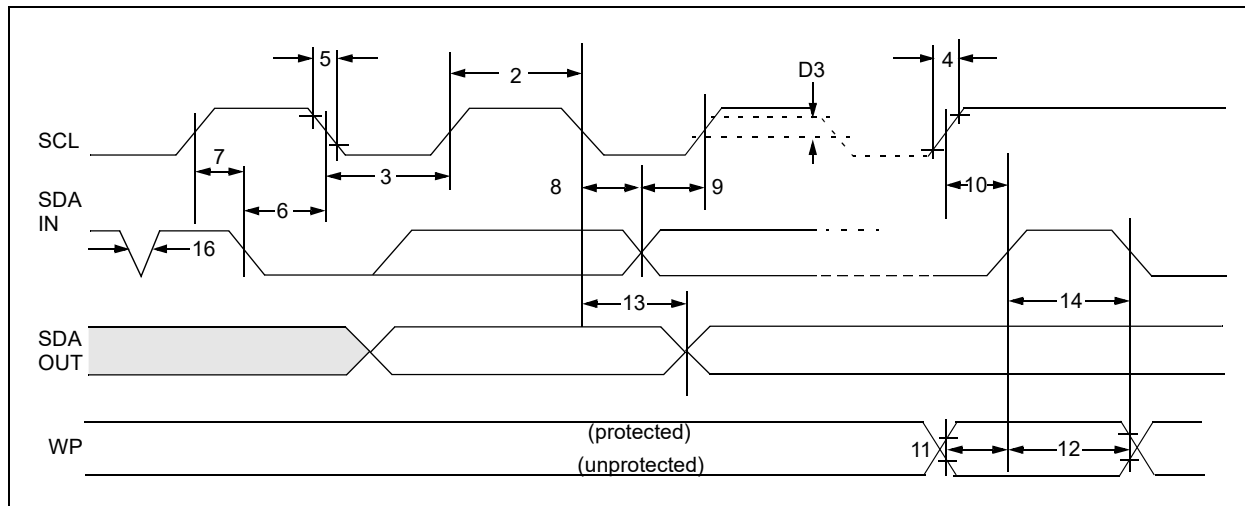 5
2
D3
4
SCL
7
3
8
9
10
SDA
IN
6
16
13
14
SDA
OUT
WP
(protected)
(unprotected)
11
12